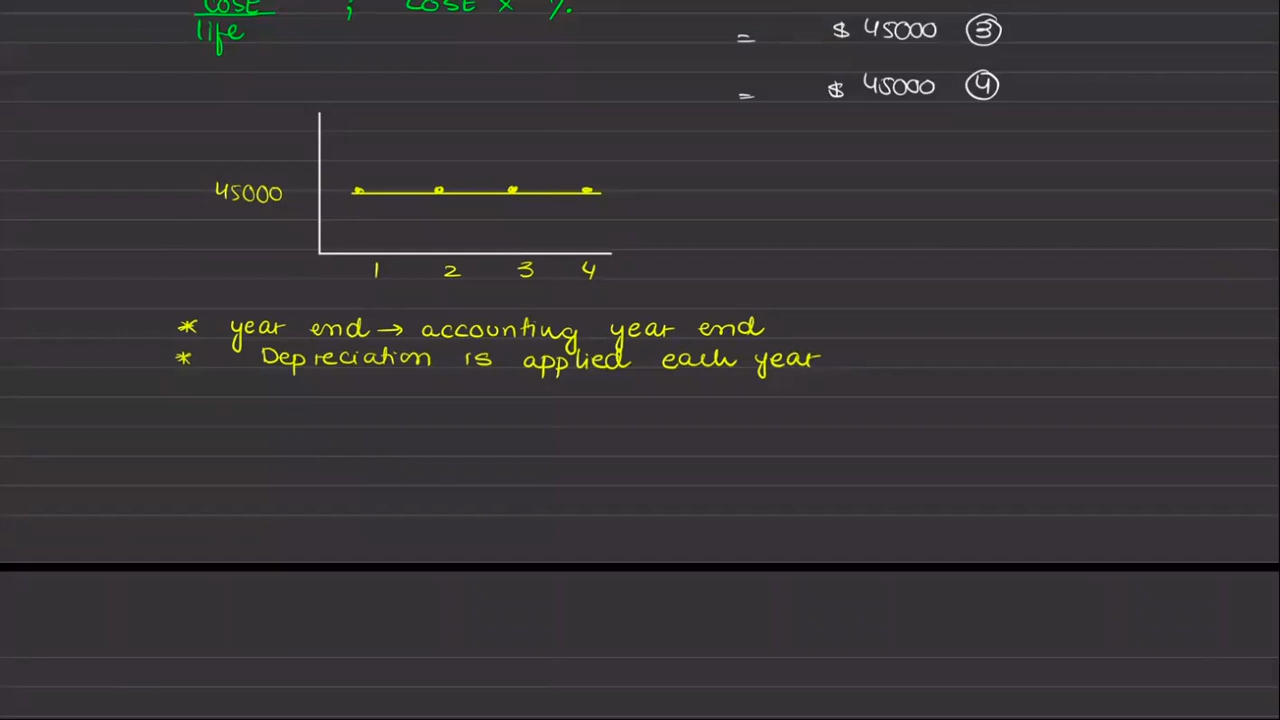 cost ; cost x %.
life
= $ 45000 ③
= $ 45000 ④
45000
1 2 3 4
* year end → accounting year end
* Depreciation is applied each year